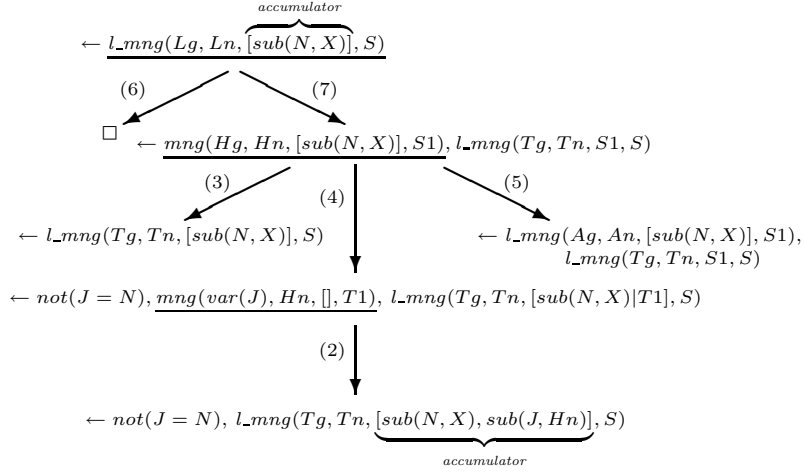 accumulator
← l_mng(Lg, Ln, [sub(N, X)], S)
(6)
(7)
□
← mng(Hg, Hn, [sub(N, X)], S1), l_mng(Tg, Tn, S1, S)
(3)
(4)
(5)
← l_mng(Tg, Tn, [sub(N, X)], S)
← l_mng(Ag, An, [sub(N, X)], S1),
l_mng(Tg, Tn, S1, S)
← not(J = N), mng(var(J), Hn, [], T1), l_mng(Tg, Tn, [sub(N, X)|T1], S)
(2)
← not(J = N), l_mng(Tg, Tn, [sub(N, X), sub(J, Hn)], S)
accumulator